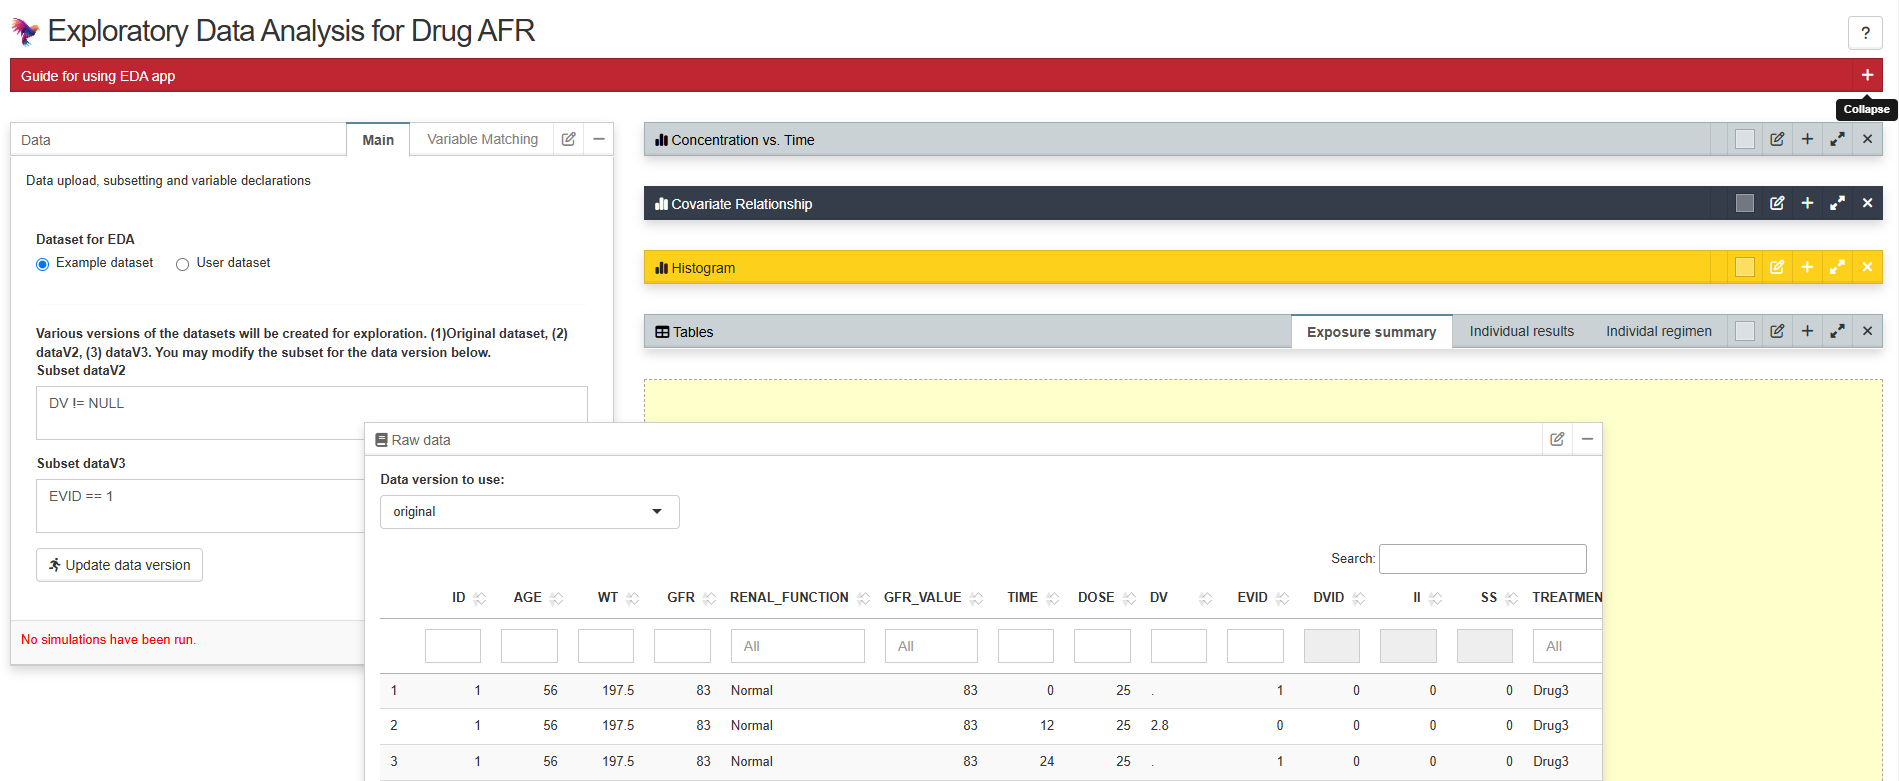 Exploratory Data Analysis for Drug AFR
?
Guide for using EDA app
Collapse
Data
Main
Variable Matching
Data upload, subsetting and variable declarations
Dataset for EDA
Example dataset
User dataset
Various versions of the datasets will be created for exploration. (1)Original dataset, (2)
dataV2, (3) dataV3. You may modify the subset for the data version below.
Subset dataV2
DV != NULL
Subset dataV3
EVID == 1
Update data version
No simulations have been run.
Concentration vs. Time
Covariate Relationship
Histogram
Tables
Exposure summary
Individual results
Individal regimen
Raw data
Data version to use:
original
Search:
ID AGE WT GFR RENAL_FUNCTION GFR_VALUE TIME DOSE DV EVID DVID II SS TREATMEN
All All All
1 1 56 197.5 83 Normal 83 0 25 . 1 0 0 0 Drug3
2 1 56 197.5 83 Normal 83 12 25 2.8 0 0 0 0 Drug3
3 1 56 197.5 83 Normal 83 24 25 . 1 0 0 0 Drug3